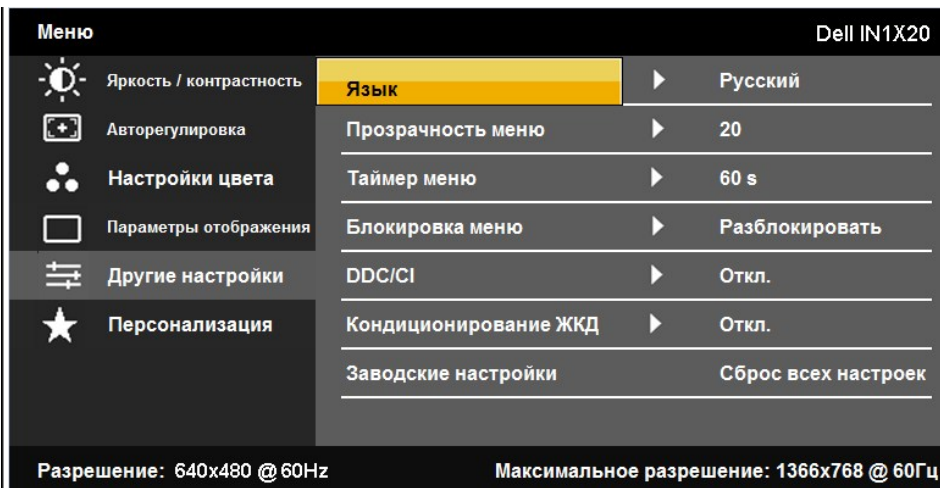 Меню Dell IN1X20
Яркость / контрастность Язык Русский
Авторегулировка Прозрачность меню 20
Настройки цвета Таймер меню 60 s
Параметры отображения Блокировка меню Разблокировать
Другие настройки DDC/CI Откл.
Персонализация Кондиционирование ЖКД Откл.
Заводские настройки Сброс всех настроек
Разрешение: 640x480 @ 60Hz Максимальное разрешение: 1366x768 @ 60Гц